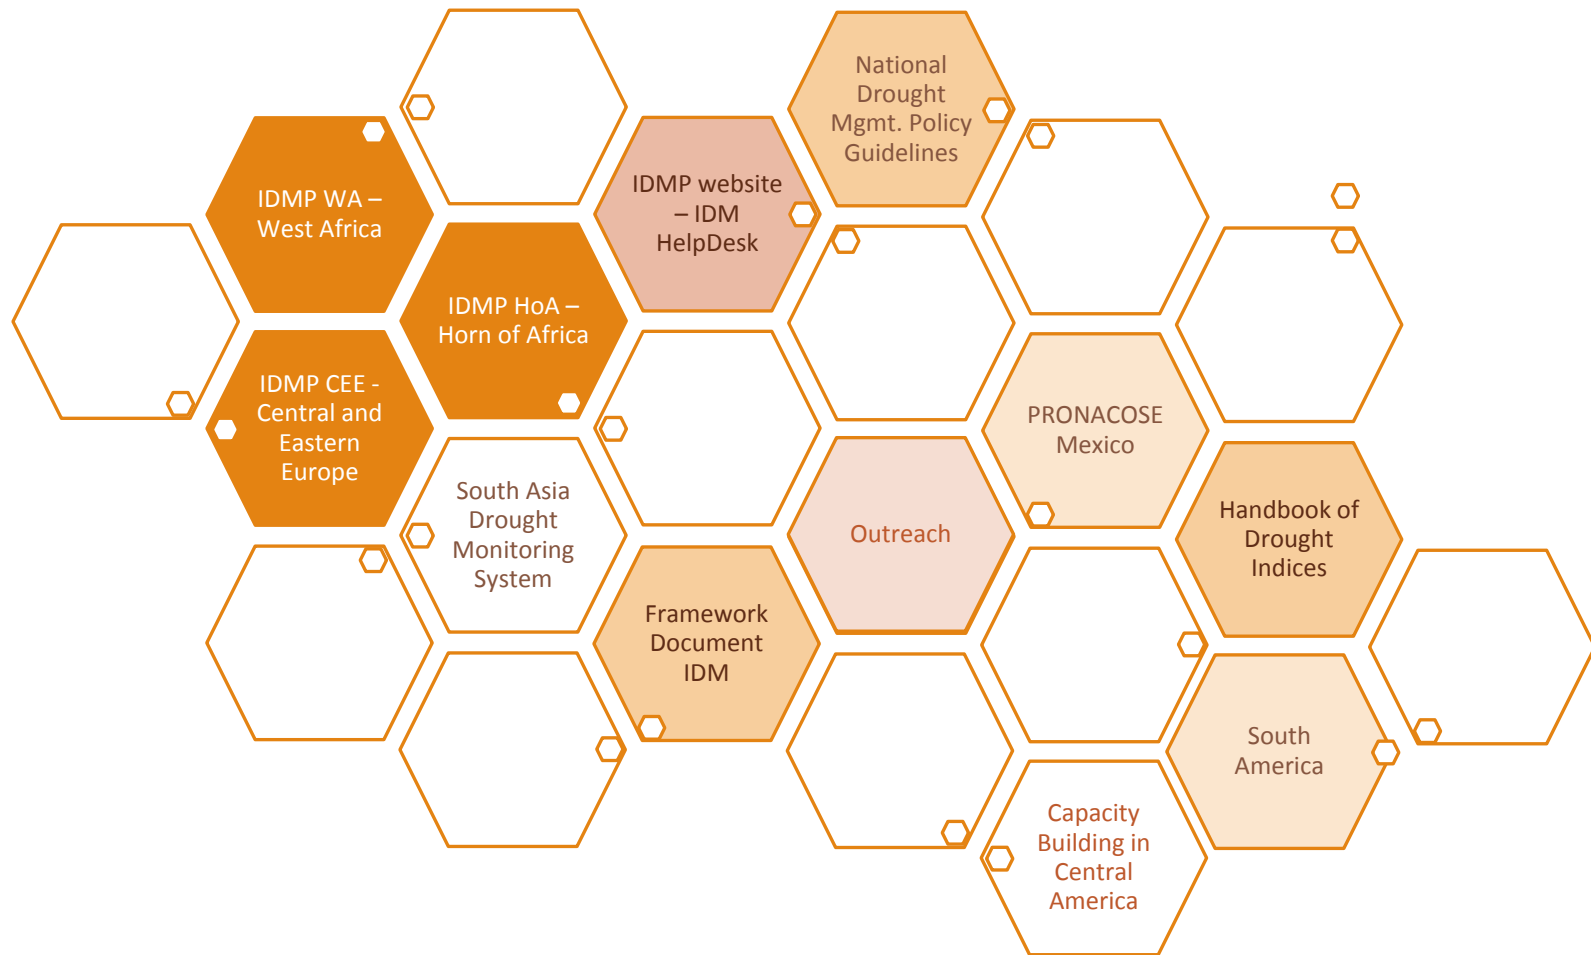 National
Drought
Mgmt. Policy
Guidelines
IDMP WA –
West Africa
IDMP website
– IDM
HelpDesk
IDMP HoA –
Horn of Africa
IDMP CEE -
Central and
Eastern
Europe
PRONACOSE
Mexico
South Asia
Drought
Monitoring
System
Outreach
Handbook of
Drought
Indices
Framework
Document
IDM
South
America
Capacity
Building in
Central
America